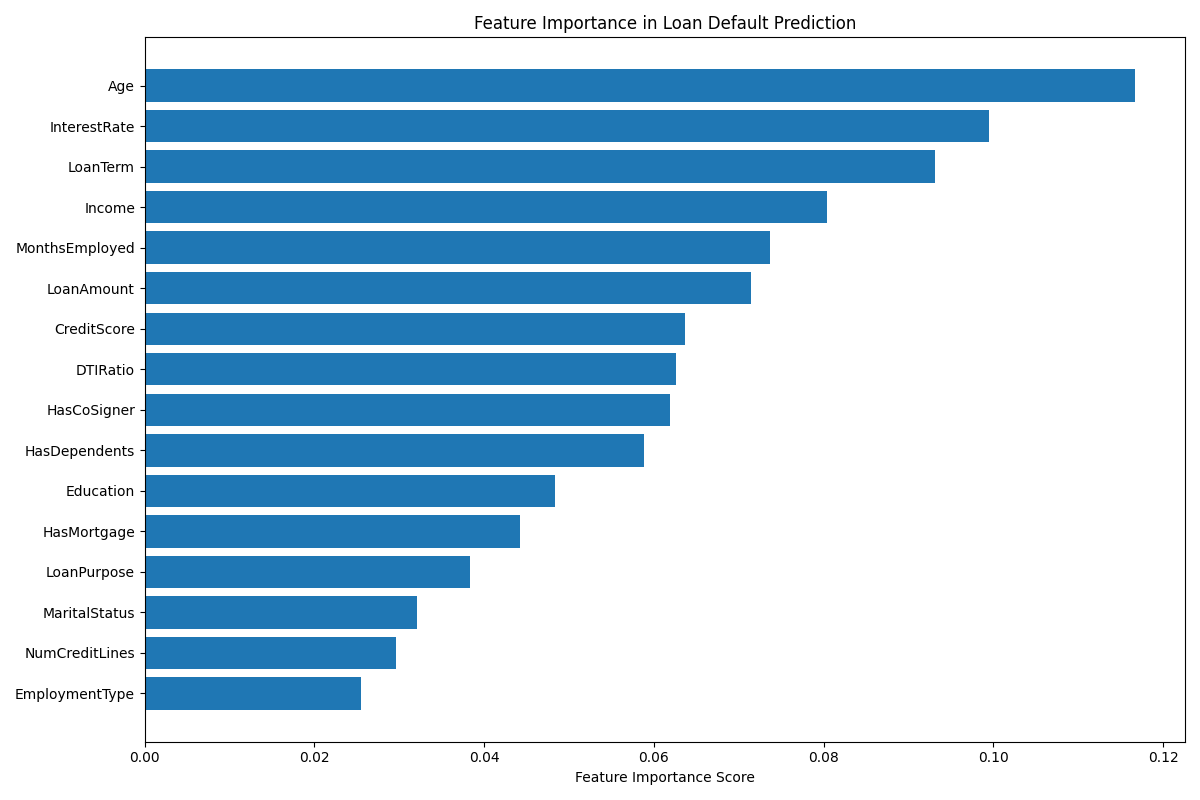 Feature Importance in Loan Default Prediction
Age
InterestRate
LoanTerm
Income
MonthsEmployed
LoanAmount
CreditScore
DTIRatio
HasCoSigner
HasDependents
Education
HasMortgage
LoanPurpose
MaritalStatus
NumCreditLines
EmploymentType
0.00 0.02 0.04 0.06 0.08 0.10 0.12
Feature Importance Score